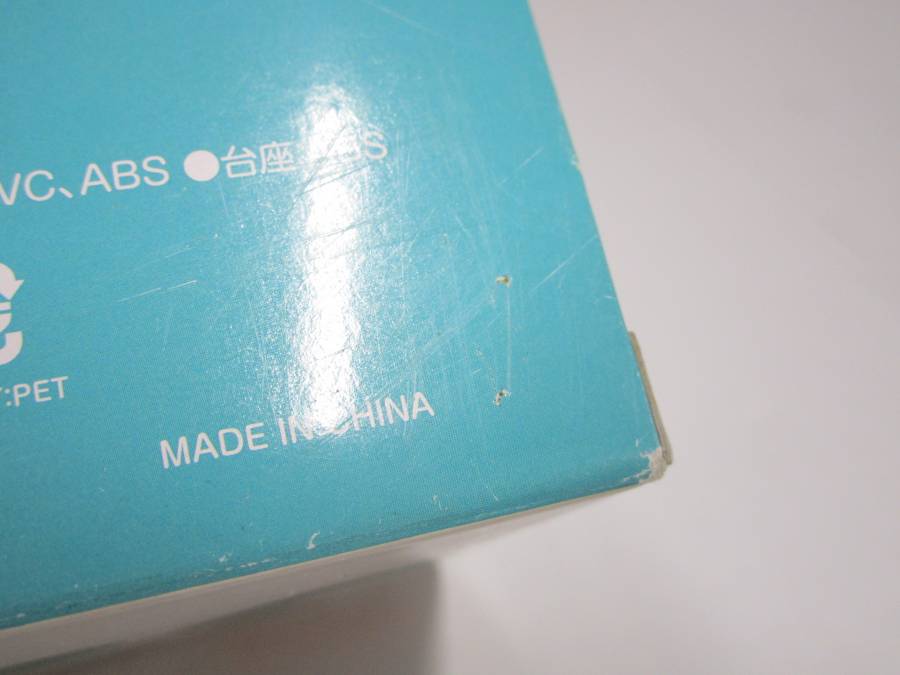 VC、ABS ●台座
:PET
MADE IN CHINA